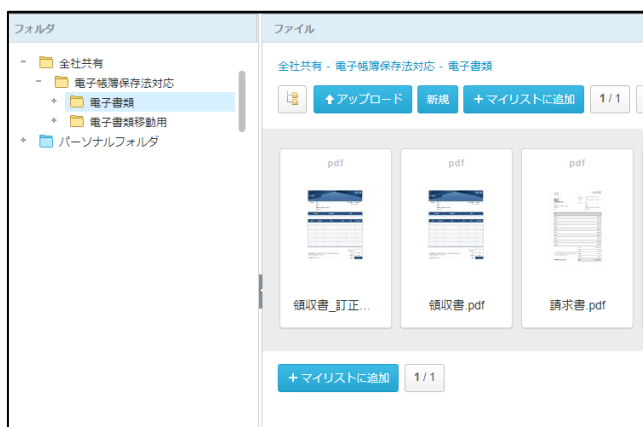 フォルダ
ファイル
全社共有
電子帳簿保存法対応
電子書類
電子書類移動用
パーソナルフォルダ
全社共有 - 電子帳簿保存法対応 - 電子書類
アップロード 新規 +マイリストに追加 1 / 1
pdf pdf pdf
領収書_訂正... 領収書.pdf 請求書.pdf
+マイリストに追加 1 / 1